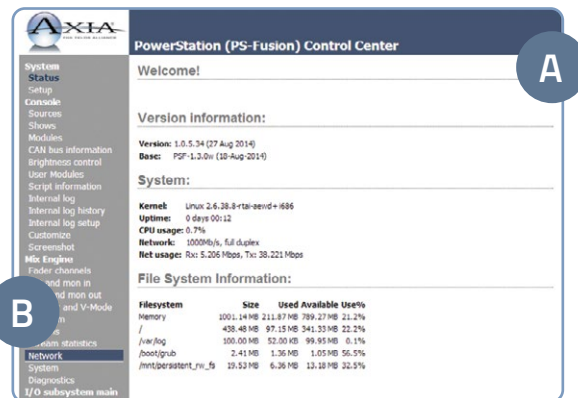 AXIA
PowerStation (PS-Fusion) Control Center
A
System
Status
Setup
Console
Sources
Shows
Modules
CAN bus information
Brightness control
User Modules
Script information
Internal log
Internal log history
Internal log setup
Customize
Screenshot
Mix Engine
Fader channels
and mon in
nd mon out
and V-Mode
B
statistics
Network
System
Diagnostics
I/O subsystem main
Welcome!
Version information:
Version: 1.0.5.34 (27 Aug 2014)
Base: PSF-1.3.0w (18-Aug-2014)
System:
Kernel: Linux 2.6.38.8-rtai-aewd+ i686
Uptime: 0 days 00:12
CPU usage: 0.7%
Network: 1000Mb/s, full duplex
Net usage: Rx: 5.206 Mbps, Tx: 38.221 Mbps
File System Information:
Filesystem Size Used Available Use%
Memory 1001.14 MB 211.87 MB 789.27 MB 21.2%
/ 438.48 MB 97.15 MB 341.33 MB 22.2%
/var/log 100.00 MB 52.00 KB 99.95 MB 0.1%
/boot/grub 2.41 MB 1.36 MB 1.05 MB 56.5%
/mnt/persistent_rw_fs 19.53 MB 6.36 MB 13.18 MB 32.5%